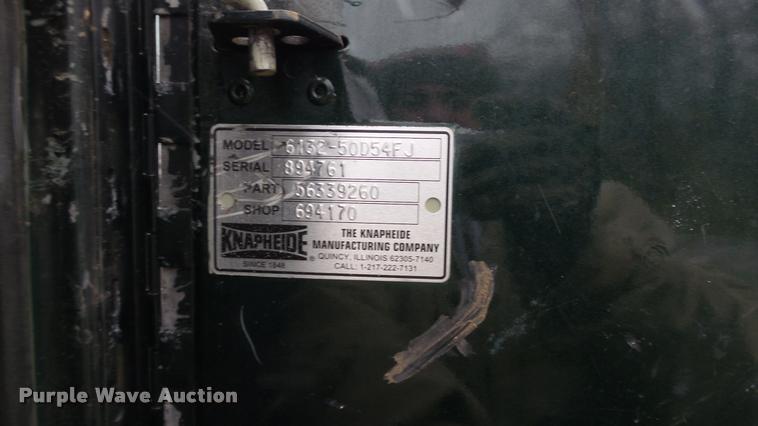 MODEL 6132-50D54FJ
SERIAL 894761
PART 56339260
SHOP 694170
KNAPHEIDE ®
SINCE 1848
THE KNAPHEIDE
MANUFACTURING COMPANY
QUINCY, ILLINOIS 62305-7140
CALL: 1-217-222-7131
Purple Wave Auction®